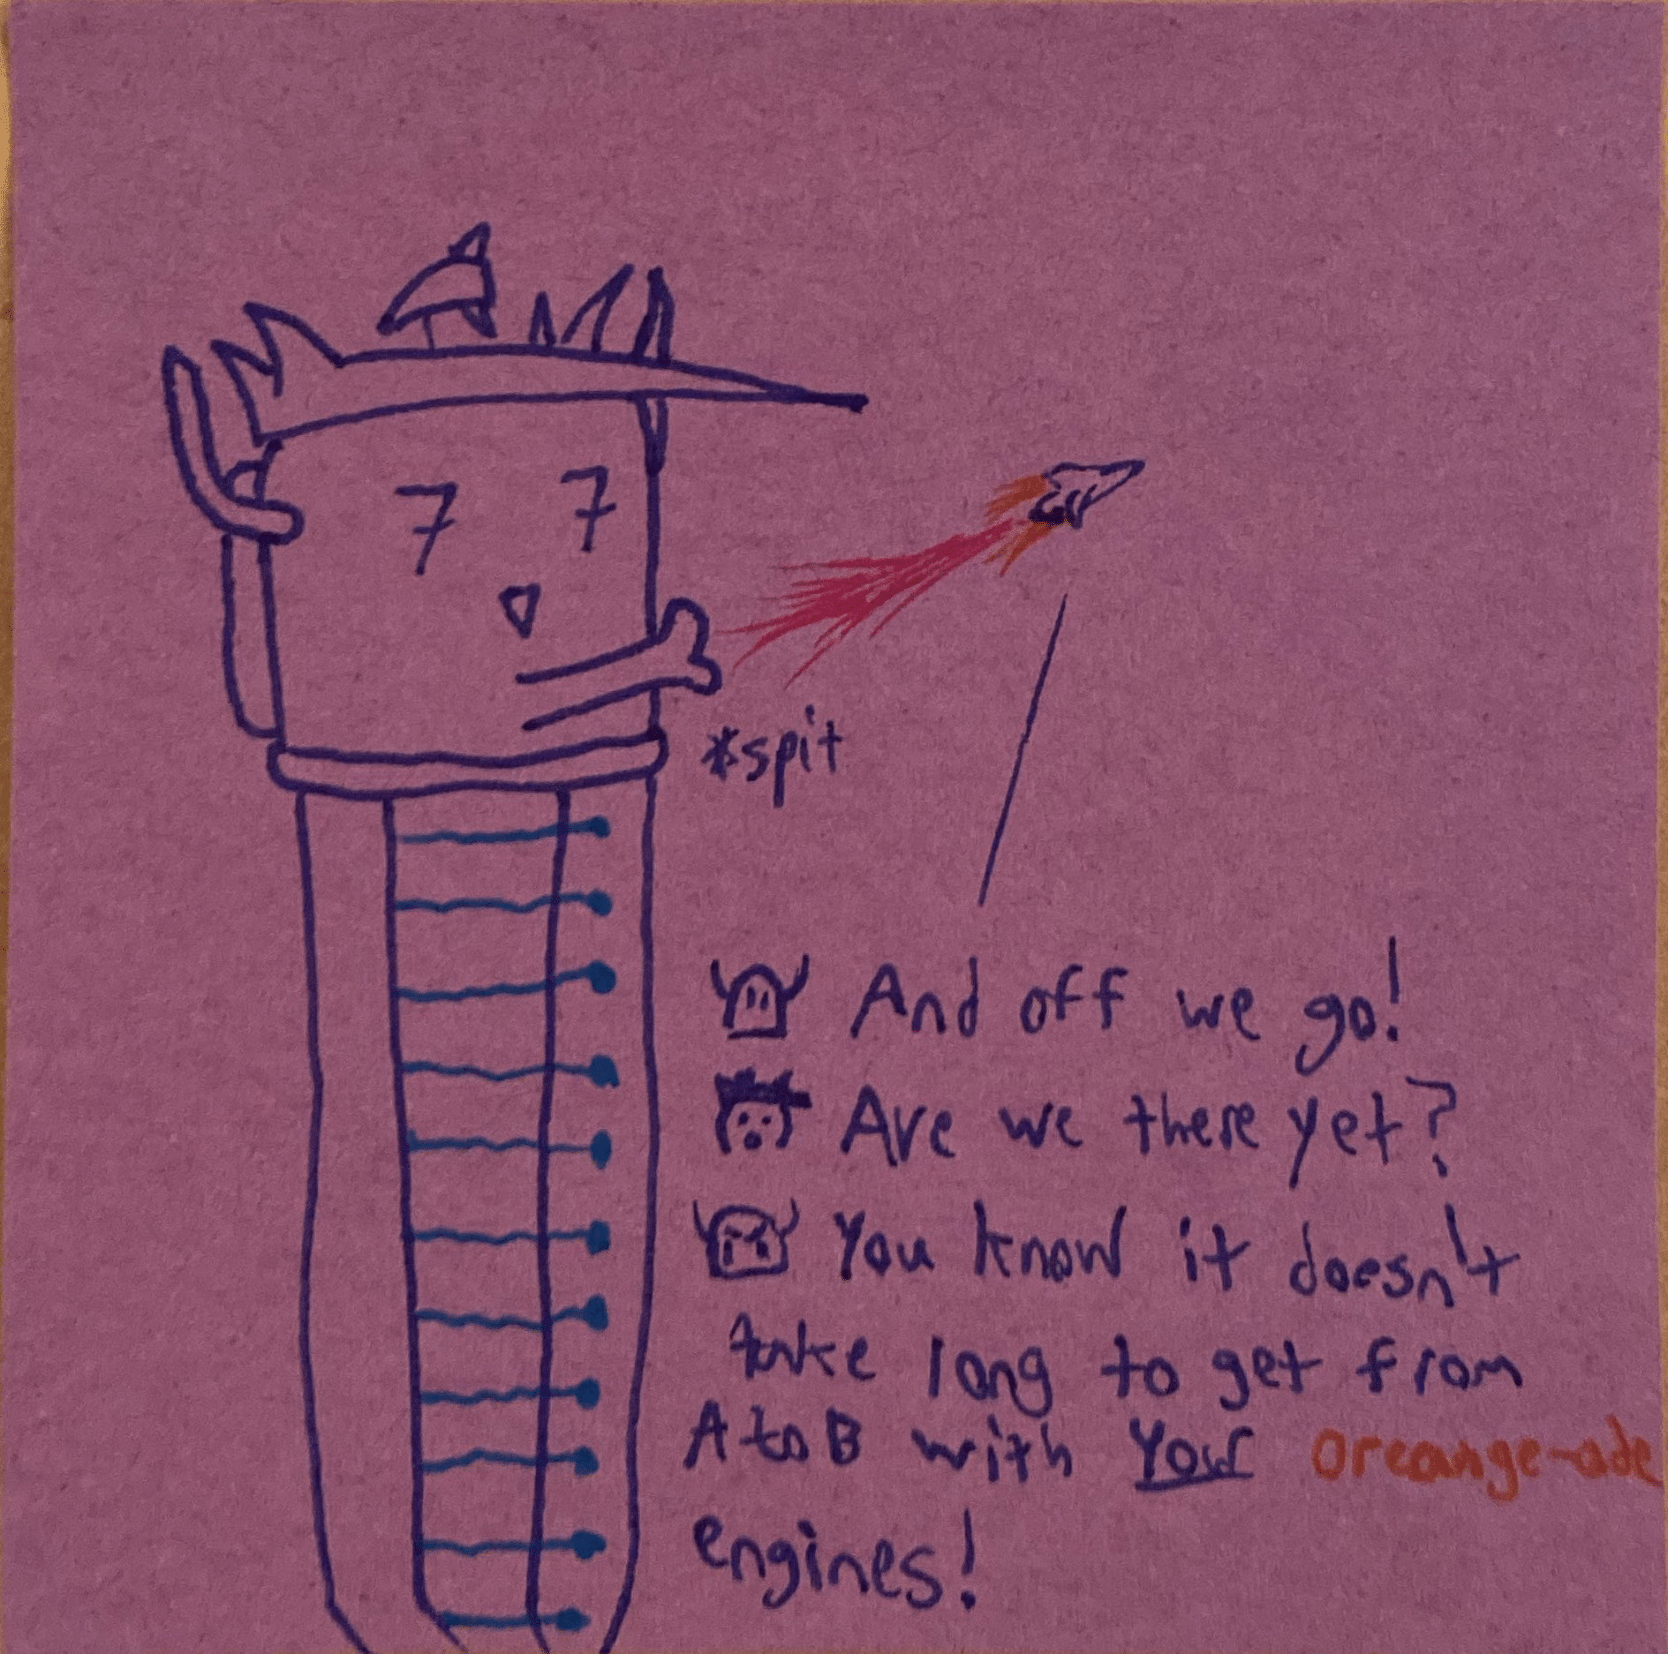 7 7
*spit
And off we go!
Are we there yet?
You know it doesn't
take long to get from
A to B with Your oreange-ade
engines!